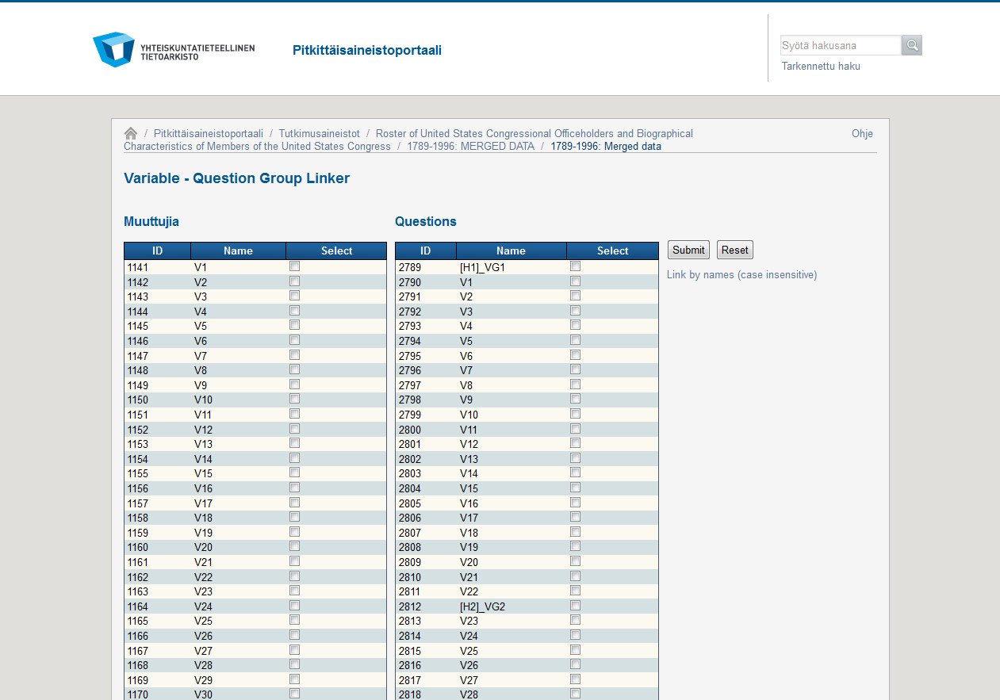 YHTEISKUNTATIETEELLINEN
TIETOARKISTO
Pitkittäisaineistoportaali
Syötä hakusana
Tarkennettu haku
/ Pitkittäisaineistoportaali / Tutkimusaineistot / Roster of United States Congressional Officeholders and Biographical
Characteristics of Members of the United States Congress / 1789-1996: MERGED DATA / 1789-1996: Merged data
Ohje
Variable - Question Group Linker
Muuttujia
ID Name Select
1141 V1
1142 V2
1143 V3
1144 V4
1145 V5
1146 V6
1147 V7
1148 V8
1149 V9
1150 V10
1151 V11
1152 V12
1153 V13
1154 V14
1155 V15
1156 V16
1157 V17
1158 V18
1159 V19
1160 V20
1161 V21
1162 V22
1163 V23
1164 V24
1165 V25
1166 V26
1167 V27
1168 V28
1169 V29
1170 V30
Questions
ID Name Select
2789 [H1]_VG1
2790 V1
2791 V2
2792 V3
2793 V4
2794 V5
2795 V6
2796 V7
2797 V8
2798 V9
2799 V10
2800 V11
2801 V12
2802 V13
2803 V14
2804 V15
2805 V16
2806 V17
2807 V18
2808 V19
2809 V20
2810 V21
2811 V22
2812 [H2]_VG2
2813 V23
2814 V24
2815 V25
2816 V26
2817 V27
2818 V28
Submit Reset
Link by names (case insensitive)